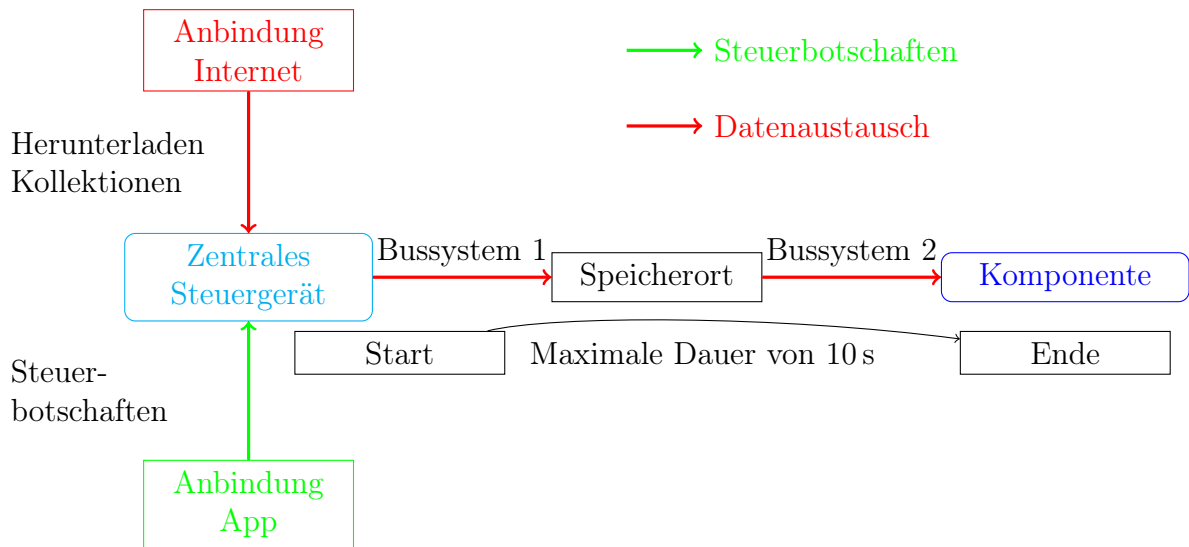 Anbindung
Internet
Steuerbotschaften
Datenaustausch
Herunterladen
Kollektionen
Zentrales
Steuergerät
Bussystem 1
Speicherort
Bussystem 2
Komponente
Start
Maximale Dauer von 10 s
Ende
Steuer-
botschaften
Anbindung
App